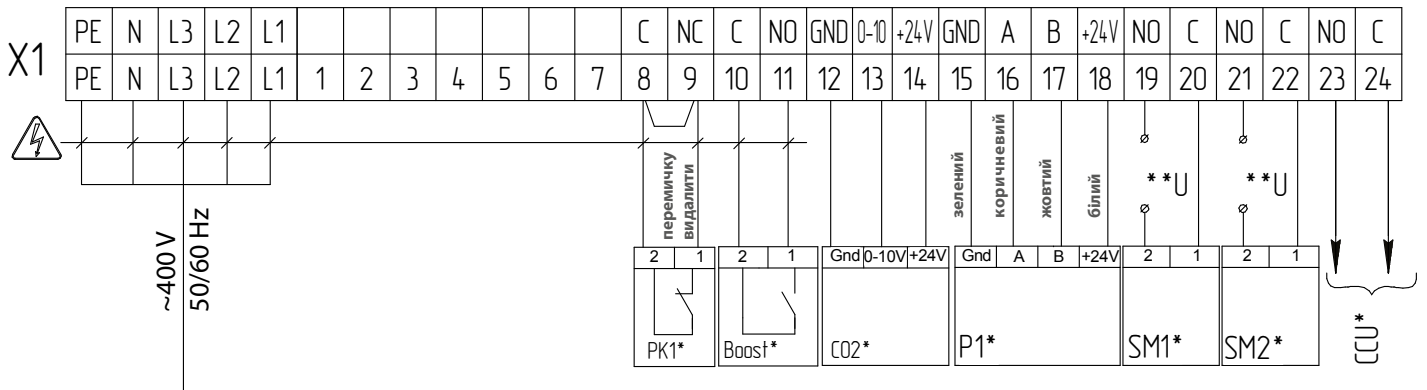 X1
PE N L3 L2 L1 C NC C NO GND 0-10 +24V GND A B +24V NO C NO C NO C
PE N L3 L2 L1 1 2 3 4 5 6 7 8 9 10 11 12 13 14 15 16 17 18 19 20 21 22 23 24
~400 V
50/60 Hz
перемичку
видалити
зелений
коричневий
жовтий
білий
**U
**U
2 1
PK1*
2 1
Boost*
Gnd 0-10V +24V
CO2*
Gnd A B +24V
P1*
2 1
SM1*
2 1
SM2*
CCU*